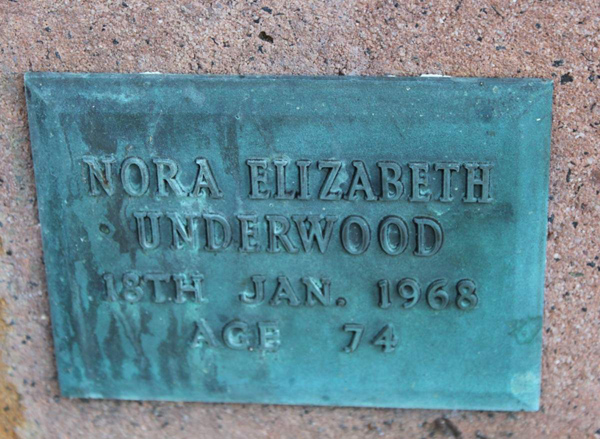 NORA ELIZABETH
UNDERWOOD
18TH JAN. 1968
AGE 74